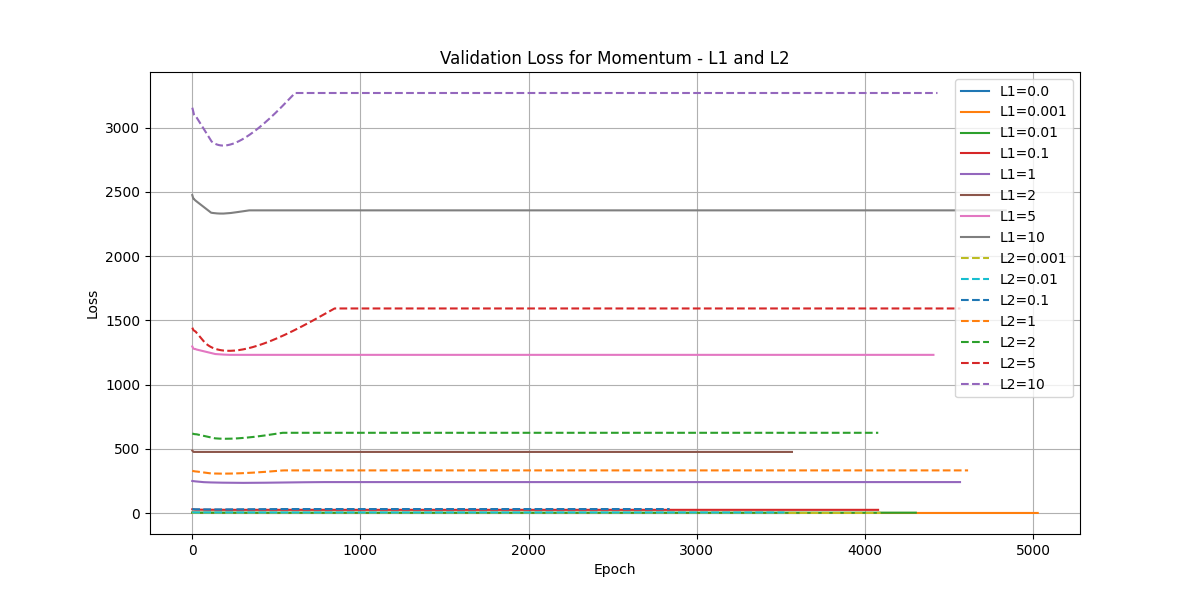 Validation Loss for Momentum - L1 and L2
Loss
3000
2500
2000
1500
1000
500
0
0
1000
2000
3000
4000
5000
Epoch
L1=0.0
L1=0.001
L1=0.01
L1=0.1
L1=1
L1=2
L1=5
L1=10
L2=0.001
L2=0.01
L2=0.1
L2=1
L2=2
L2=5
L2=10